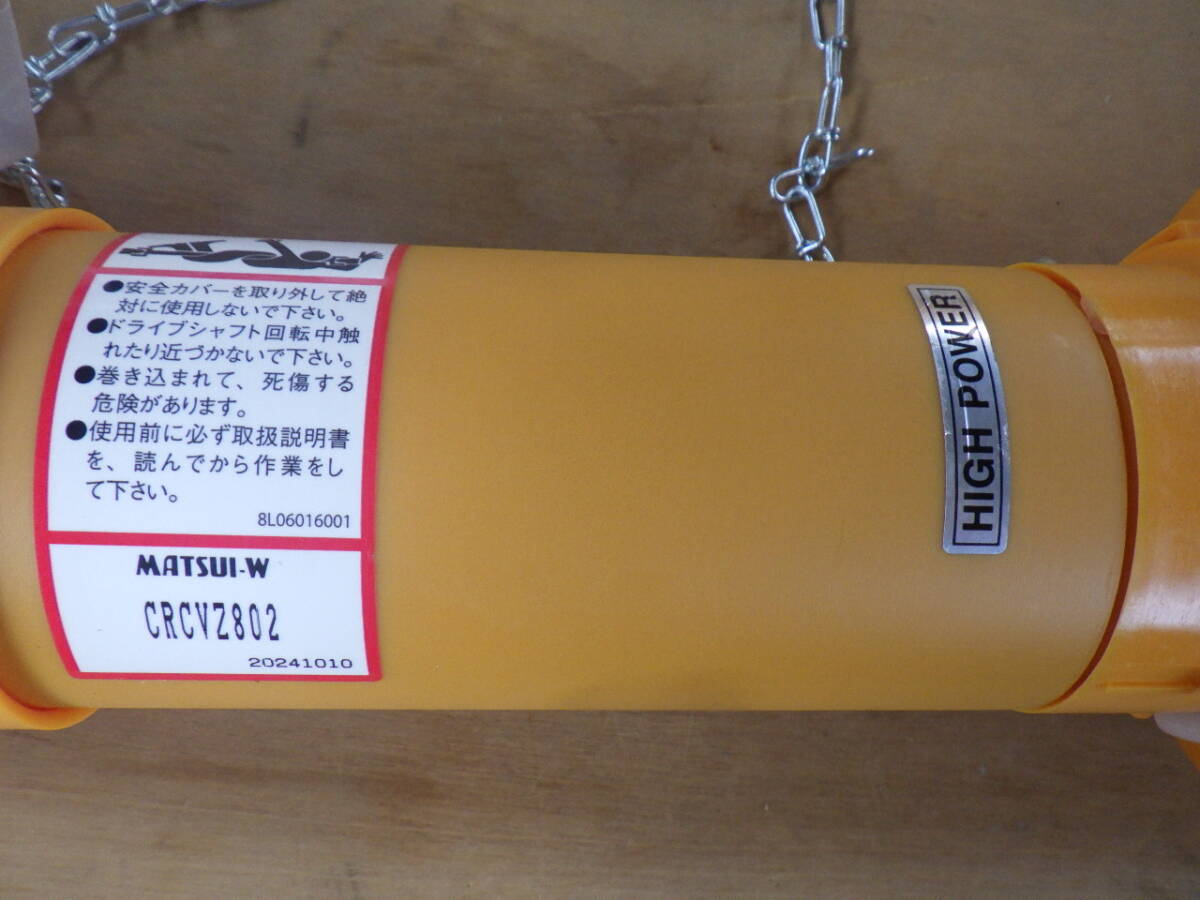 ●安全カバーを取り外して絶
対に使用しないで下さい。
●ドライブシャフト回転中触
れたり近づかないで下さい。
●巻き込まれて、死傷する
危険があります。
●使用前に必ず取扱説明書
を、読んでから作業をし
て下さい。
8L06016001
MATSUI-W
CRCVZ802
20241010
HIGH POWER